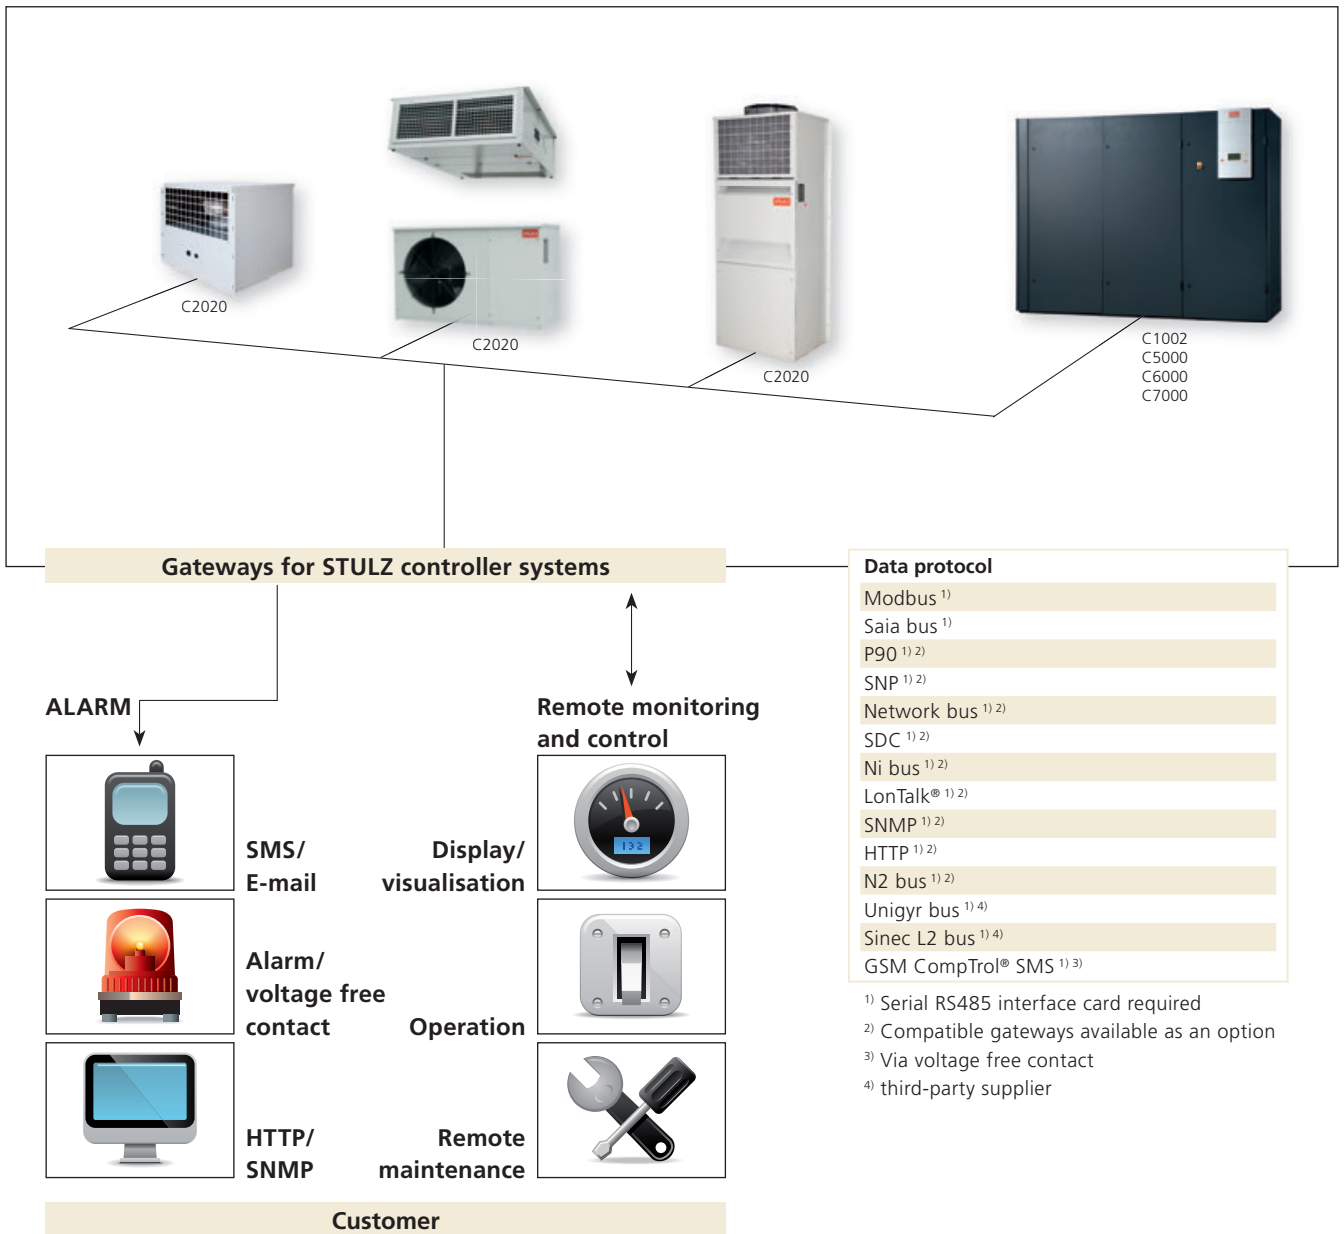 C2020
C2020
C2020
C1002
C5000
C6000
C7000
Gateways for STULZ controller systems
ALARM
SMS/
E-mail
Alarm/
voltage free
contact
HTTP/
SNMP
Remote monitoring
and control
Display/
visualisation
132
Operation
Remote
maintenance
Customer
Data protocol
Modbus 1)
Saia bus 1)
P90 1) 2)
SNP 1) 2)
Network bus 1) 2)
SDC 1) 2)
Ni bus 1) 2)
LonTalk® 1) 2)
SNMP 1) 2)
HTTP 1) 2)
N2 bus 1) 2)
Unigyr bus 1) 4)
Sinec L2 bus 1) 4)
GSM CompTrol® SMS 1) 3)
1) Serial RS485 interface card required
2) Compatible gateways available as an option
3) Via voltage free contact
4) third-party supplier